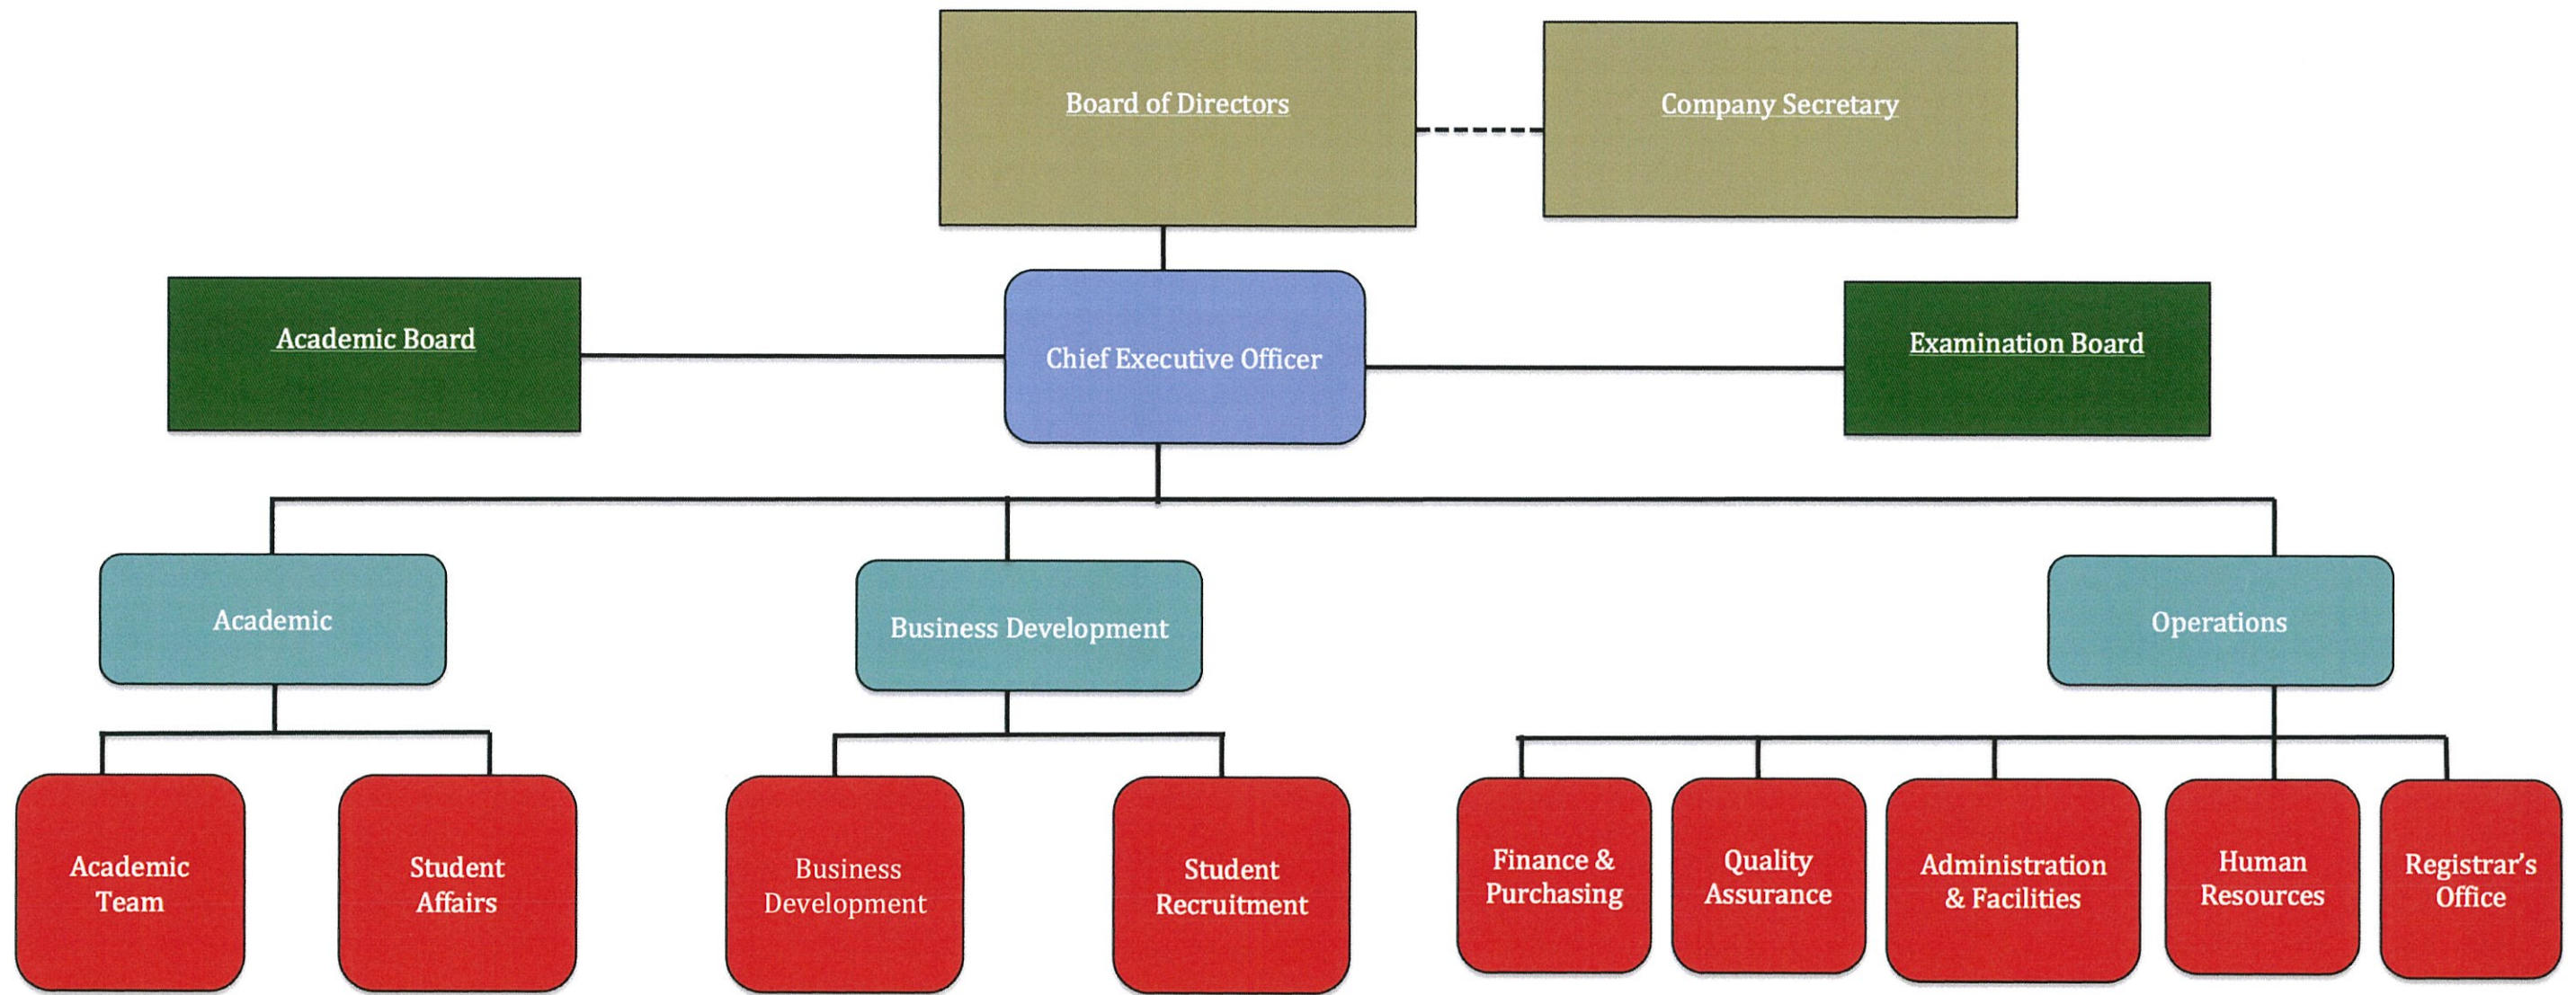 Board of Directors
Company Secretary
Academic Board
Chief Executive Officer
Examination Board
Academic
Business Development
Operations
Academic
Team
Student
Affairs
Business
Development
Student
Recruitment
Finance &
Purchasing
Quality
Assurance
Administration
& Facilities
Human
Resources
Registrar’s
Office